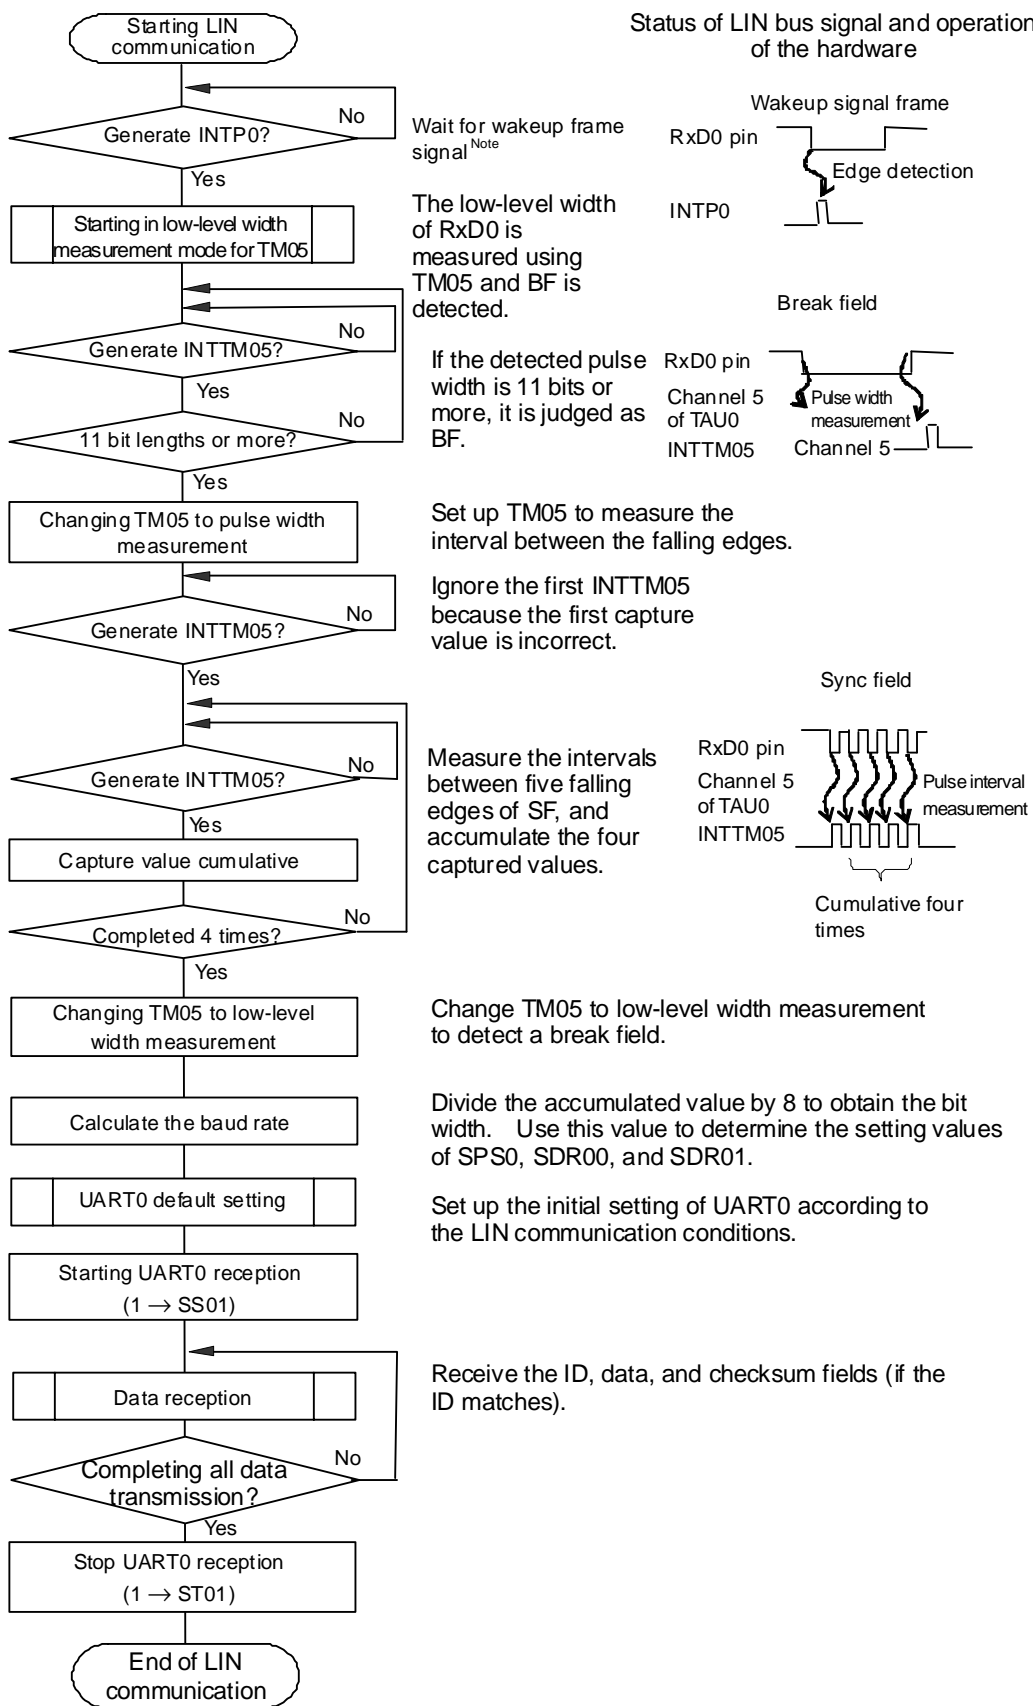 Starting LIN
communication
Status of LIN bus signal and operation
of the hardware
Generate INTP0?
No
Yes
Wait for wakeup frame
signal Note
Wakeup signal frame
RxD0 pin
Edge detection
INTP0
Starting in low-level width
measurement mode for TM05
The low-level width
of RxD0 is
measured using
TM05 and BF is
detected.
Generate INTTM05?
No
Yes
11 bit lengths or more?
No
Yes
If the detected pulse
width is 11 bits or
more, it is judged as
BF.
Break field
RxD0 pin
Channel 5
of TAU0
Pulse width
measurement
INTTM05
Channel 5
Changing TM05 to pulse width
measurement
Set up TM05 to measure the
interval between the falling edges.
Generate INTTM05?
No
Yes
Ignore the first INTTM05
because the first capture
value is incorrect.
Generate INTTM05?
No
Yes
Capture value cumulative
Completed 4 times?
No
Yes
Measure the intervals
between five falling
edges of SF, and
accumulate the four
captured values.
Sync field
RxD0 pin
Channel 5
of TAU0
Pulse interval
measurement
INTTM05
Cumulative four
times
Changing TM05 to low-level
width measurement
Change TM05 to low-level width measurement
to detect a break field.
Calculate the baud rate
Divide the accumulated value by 8 to obtain the bit
width. Use this value to determine the setting values
of SPS0, SDR00, and SDR01.
UART0 default setting
Set up the initial setting of UART0 according to
the LIN communication conditions.
Starting UART0 reception
(1 → SS01)
Data reception
Receive the ID, data, and checksum fields (if the
ID matches).
Completing all data
transmission?
No
Yes
Stop UART0 reception
(1 → ST01)
End of LIN
communication